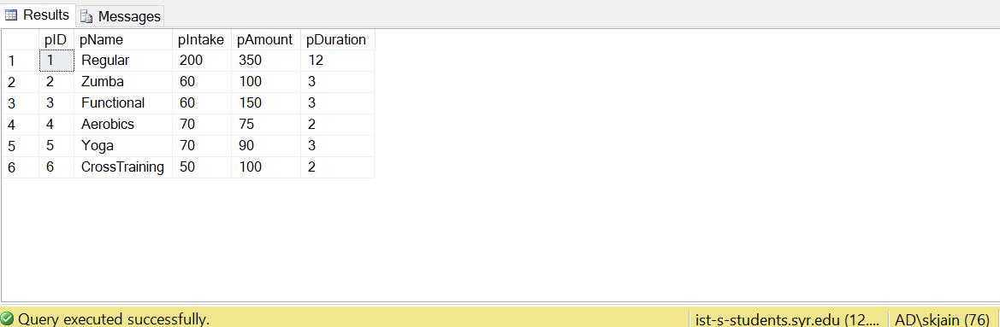 Results Messages
pID pName pIntake pAmount pDuration
1 1 Regular 200 350 12
2 2 Zumba 60 100 3
3 3 Functional 60 150 3
4 4 Aerobics 70 75 2
5 5 Yoga 70 90 3
6 6 CrossTraining 50 100 2
Query executed successfully. ist-s-students.syr.edu (12.... AD\skjain (76)